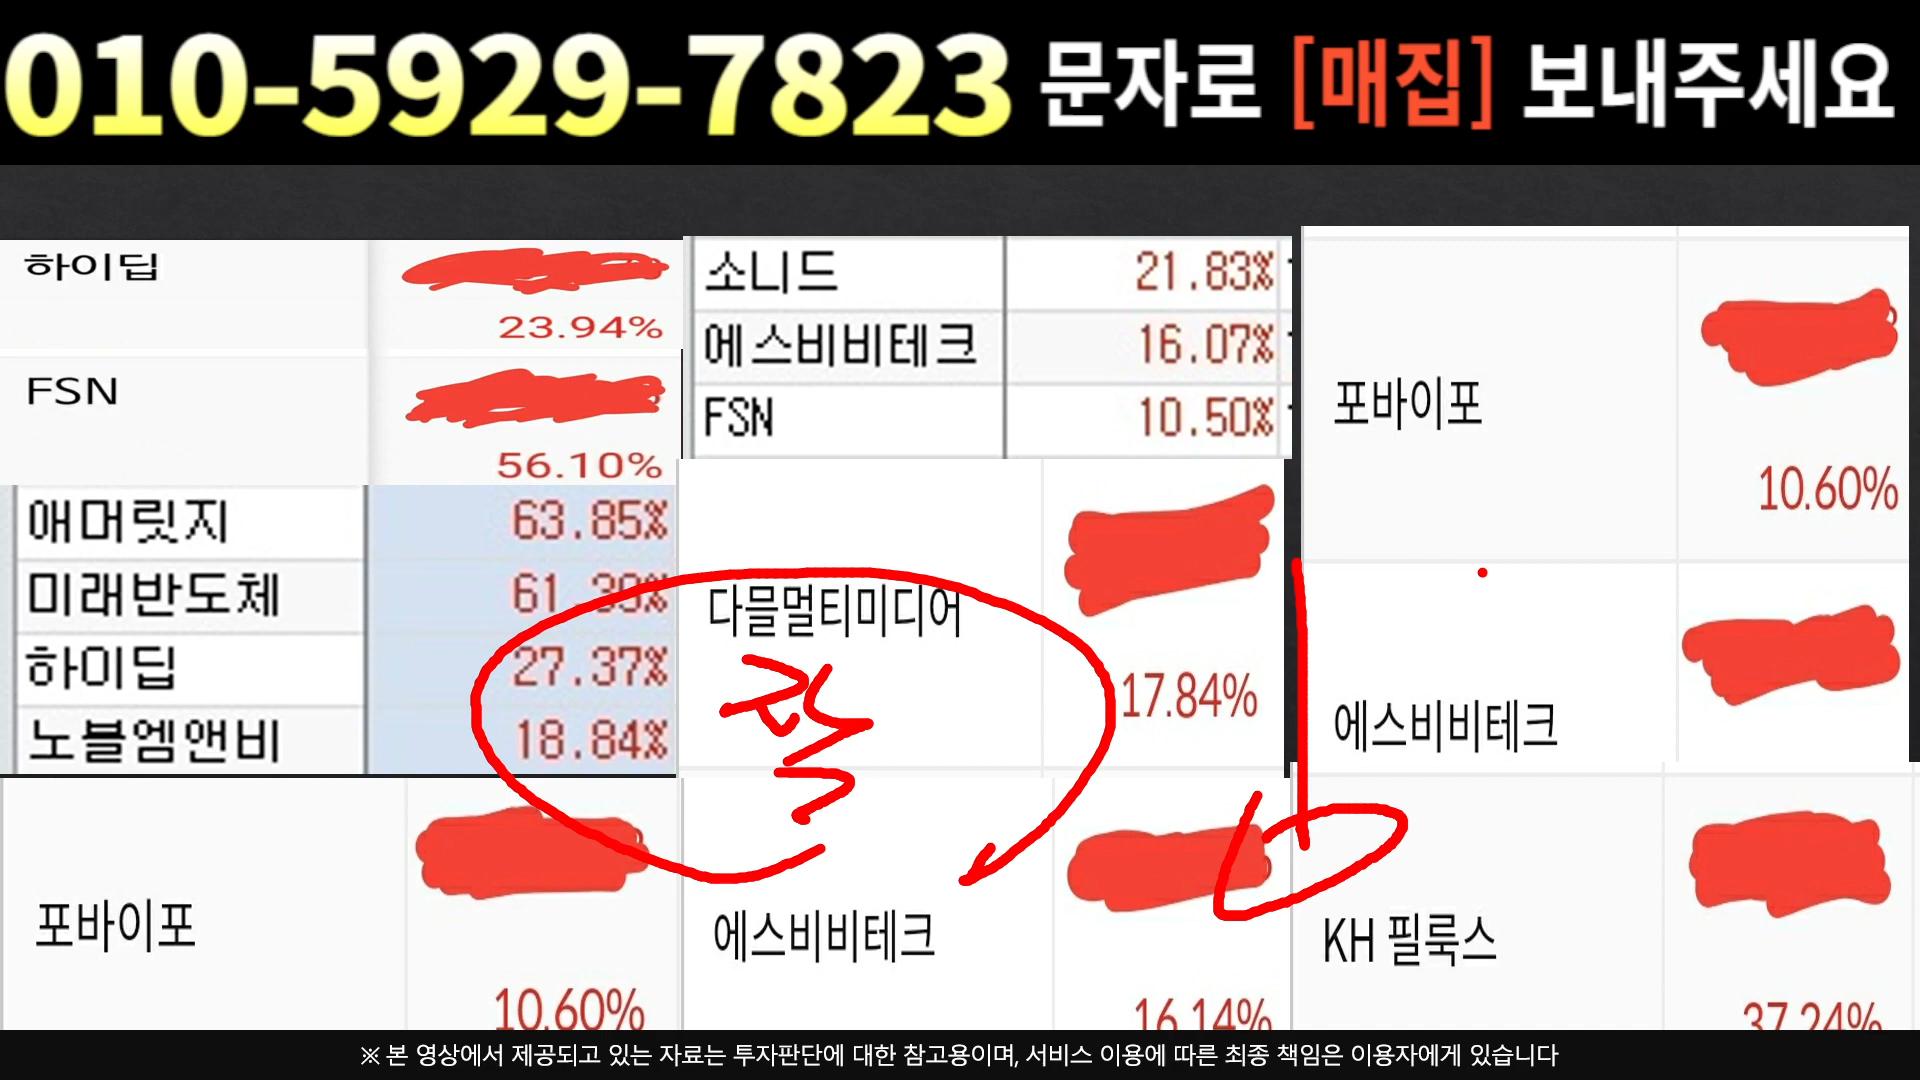 010-5929-7823 문자로 [매집] 보내주세요
하이딥
23.94%
FSN
56.10%
애머릿지 63.85%
미래반도체 61.39%
하이딥 27.37%
노블엠앤비 18.84%
소니드 21.83%
에스비비테크 16.07%
FSN 10.50%
다믈멀티미디어
17.84%
포바이포
10.60%
에스비비테크
포바이포
10.60%
에스비비테크
16.14%
KH 필룩스
37.24%
※ 본 영상에서 제공되고 있는 자료는 투자판단에 대한 참고용이며, 서비스 이용에 따른 최종 책임은 이용자에게 있습니다